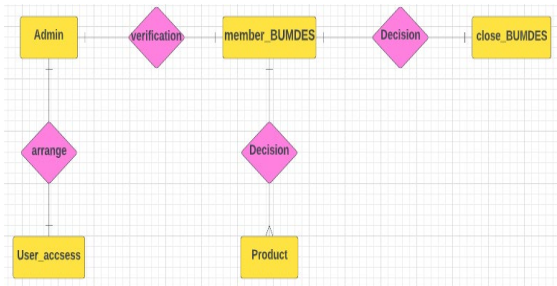 Admin
verification
member_BUMDES
Decision
close_BUMDES
arrange
Decision
User_accsess
Product